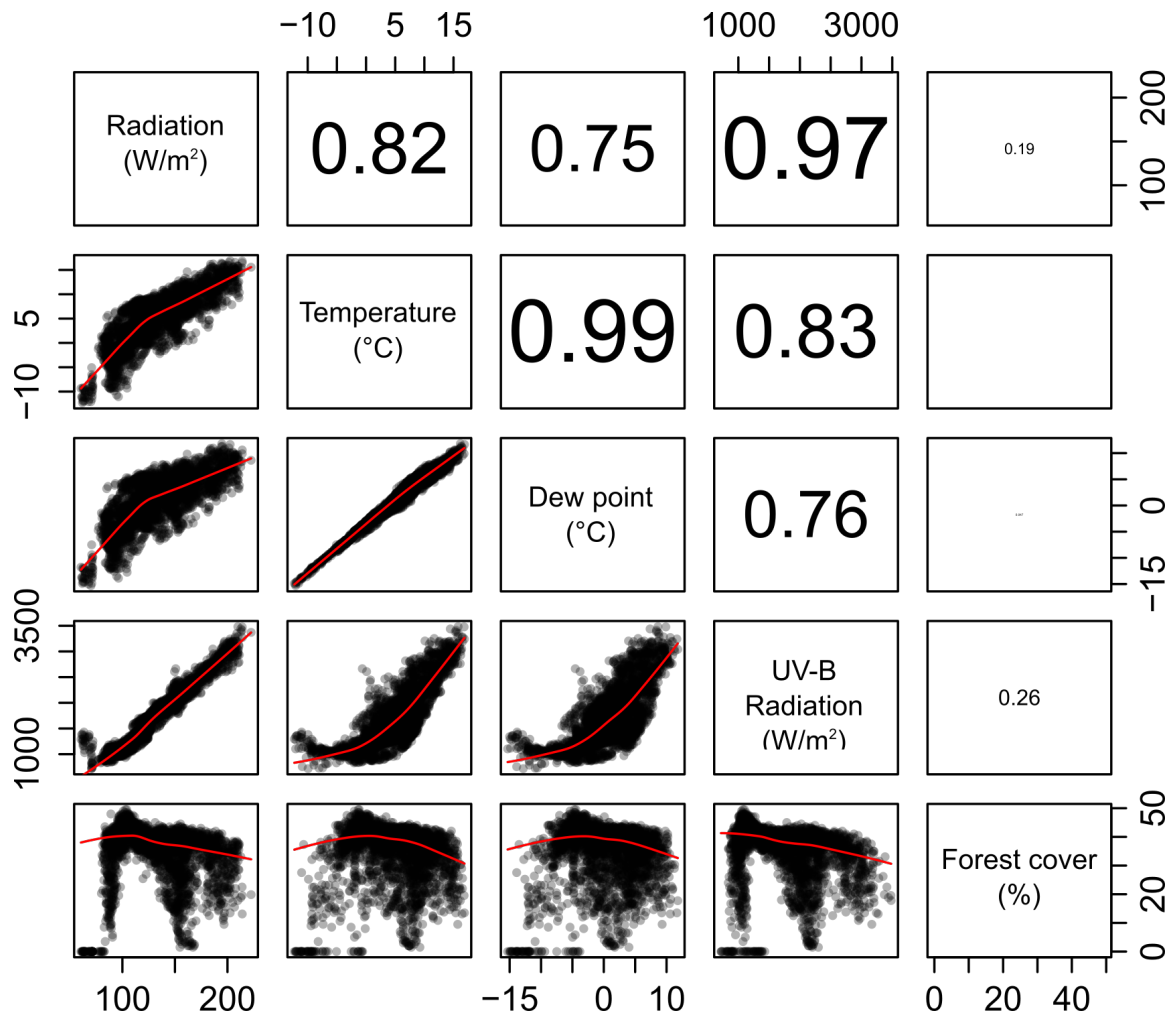 −10 5 15 1000 3000
Radiation
(W/m²)
0.82 0.75 0.97 0.19
200
100
Temperature
(°C)
0.99 0.83
5
−10
Dew point
(°C)
0.76
0
−15
UV-B
Radiation
(W/m²)
0.26
3500
1000
Forest cover
(%)
50
20
0
100 200 −15 0 10 0 20 40